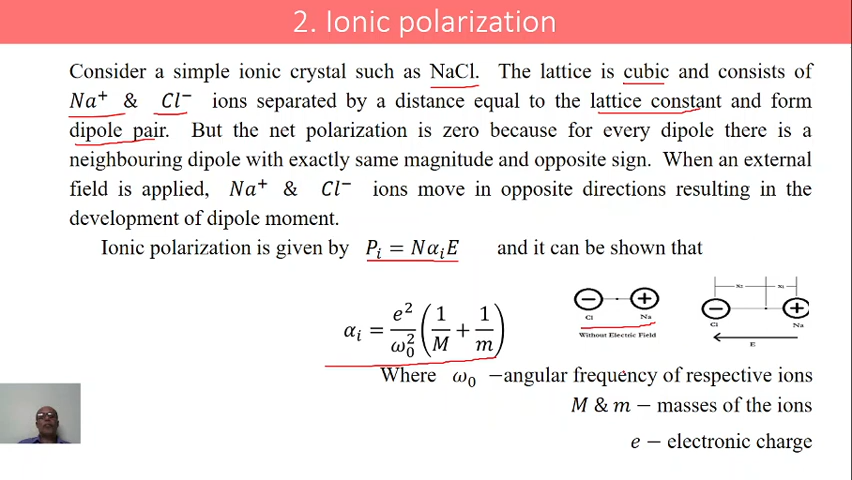 2. Ionic polarization
Consider a simple ionic crystal such as NaCl. The lattice is cubic and consists of
Na⁺ & Cl⁻ ions separated by a distance equal to the lattice constant and form
dipole pair. But the net polarization is zero because for every dipole there is a
neighbouring dipole with exactly same magnitude and opposite sign. When an external
field is applied, Na⁺ & Cl⁻ ions move in opposite directions resulting in the
development of dipole moment.
Ionic polarization is given by P_i = Nα_iE and it can be shown that
α_i = e²/ω₀² (1/M + 1/m)
− +
Cl Na
Without Electric Field
− +
Cl Na
E
Where ω₀ −angular frequency of respective ions
M & m − masses of the ions
e − electronic charge